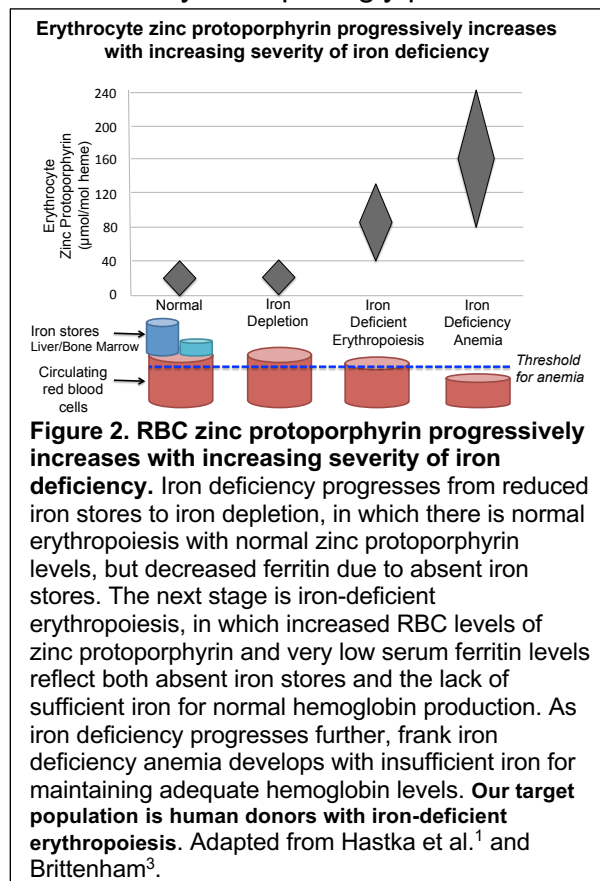 Erythrocyte zinc protoporphyrin progressively increases
with increasing severity of iron deficiency
240
200
160
120
80
40
0
Erythrocyte
Zinc Protoporphyrin
(µmol/mol heme)
Normal
Iron
Depletion
Iron
Deficient
Erythropoiesis
Iron
Deficiency
Anemia
Iron stores
Liver/Bone Marrow
Circulating
red blood
cells
Threshold
for anemia
Figure 2. RBC zinc protoporphyrin progressively
increases with increasing severity of iron
deficiency. Iron deficiency progresses from reduced
iron stores to iron depletion, in which there is normal
erythropoiesis with normal zinc protoporphyrin
levels, but decreased ferritin due to absent iron
stores. The next stage is iron-deficient
erythropoiesis, in which increased RBC levels of
zinc protoporphyrin and very low serum ferritin levels
reflect both absent iron stores and the lack of
sufficient iron for normal hemoglobin production. As
iron deficiency progresses further, frank iron
deficiency anemia develops with insufficient iron for
maintaining adequate hemoglobin levels. Our target
population is human donors with iron-deficient
erythropoiesis. Adapted from Hastka et al.1 and
Brittenham3.